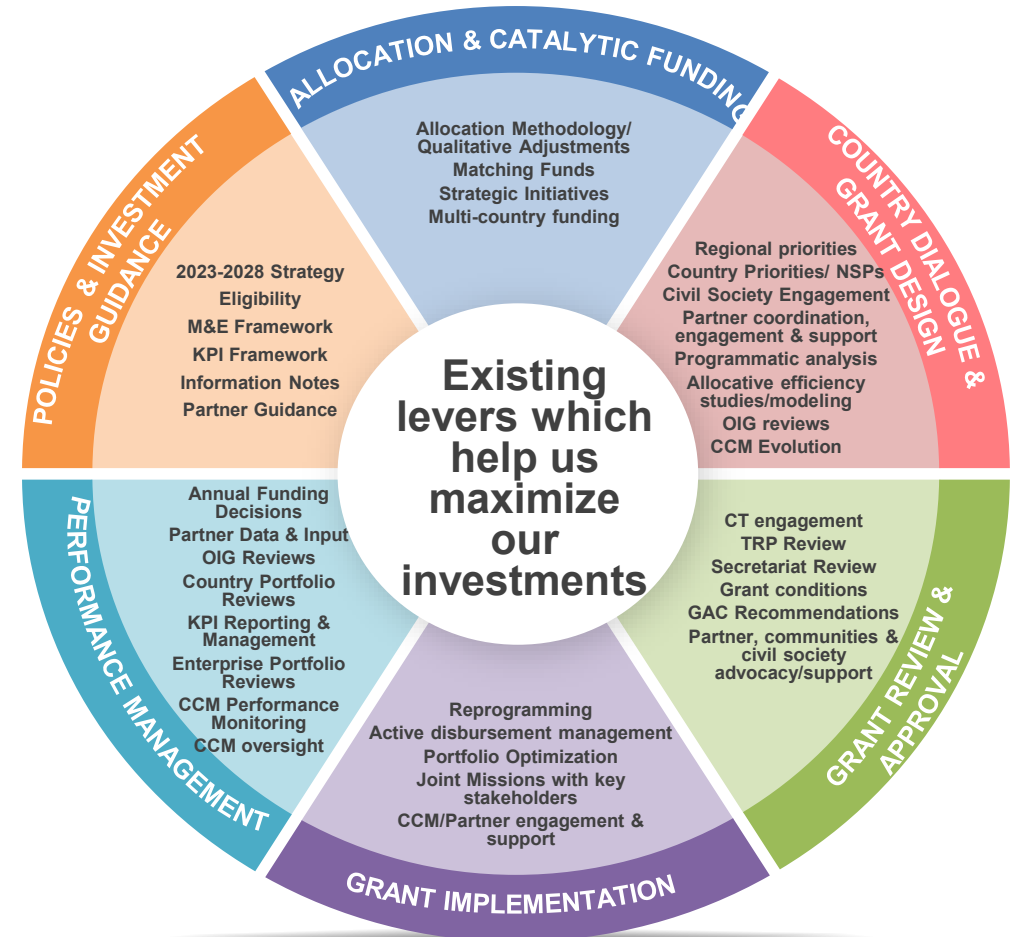 ALLOCATION & CATALYTIC FUNDING
Allocation Methodology/
Qualitative Adjustments
Matching Funds
Strategic Initiatives
Multi-country funding
COUNTRY DIALOGUE &
GRANT DESIGN
Regional priorities
Country Priorities/ NSPs
Civil Society Engagement
Partner coordination,
engagement & support
Programmatic analysis
Allocative efficiency
studies/modeling
OIG reviews
CCM Evolution
GRANT REVIEW &
APPROVAL
CT engagement
TRP Review
Secretariat Review
Grant conditions
GAC Recommendations
Partner, communities &
civil society
advocacy/support
GRANT IMPLEMENTATION
Reprogramming
Active disbursement management
Portfolio Optimization
Joint Missions with key
stakeholders
CCM/Partner engagement &
support
PERFORMANCE MANAGEMENT
Annual Funding
Decisions
Partner Data & Input
OIG Reviews
Country Portfolio
Reviews
KPI Reporting &
Management
Enterprise Portfolio
Reviews
CCM Performance
Monitoring
CCM oversight
POLICIES & INVESTMENT
GUIDANCE
2023-2028 Strategy
Eligibility
M&E Framework
KPI Framework
Information Notes
Partner Guidance
Existing
levers which
help us
maximize
our
investments